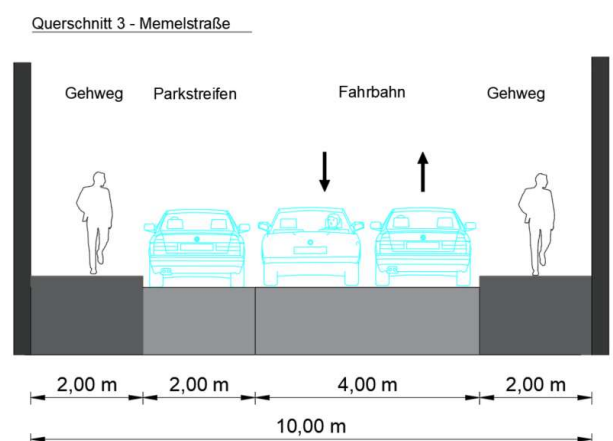 Querschnitt 3 - Memelstraße
Gehweg Parkstreifen Fahrbahn Gehweg
2,00 m 2,00 m 4,00 m 2,00 m
10,00 m